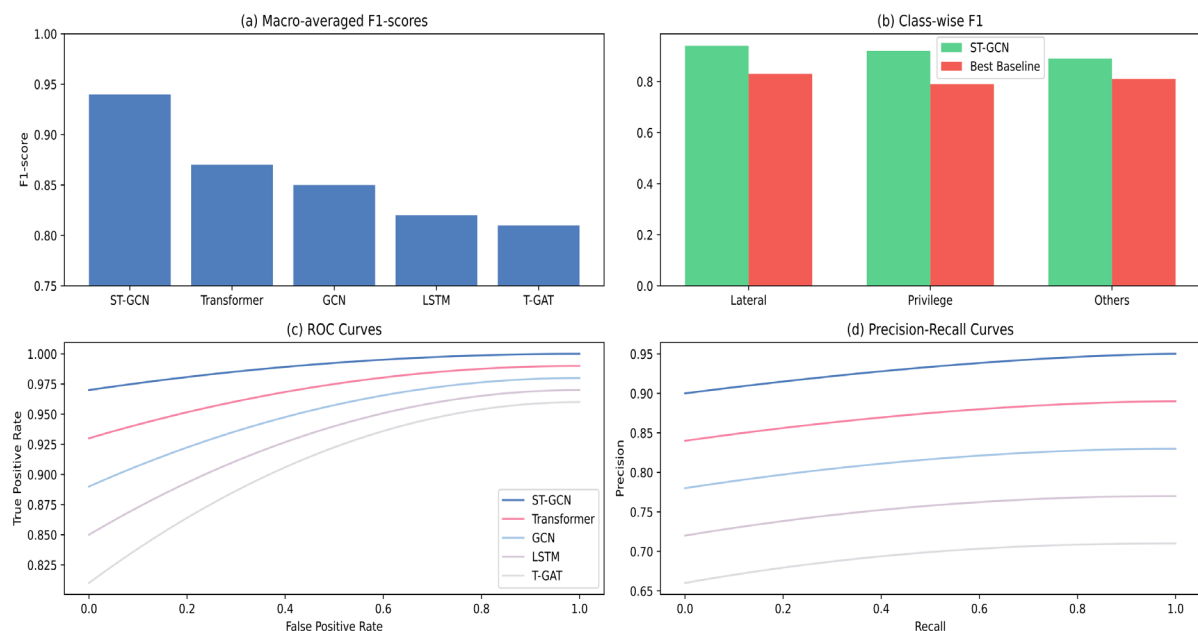 (a) Macro-averaged F1-scores
1.00
0.95
0.90
0.85
0.80
0.75
F1-score
ST-GCN
Transformer
GCN
LSTM
T-GAT
(b) Class-wise F1
ST-GCN
Best Baseline
0.8
0.6
0.4
0.2
0.0
Lateral
Privilege
Others
(c) ROC Curves
1.000
0.975
0.950
0.925
0.900
0.875
0.850
0.825
True Positive Rate
ST-GCN
Transformer
GCN
LSTM
T-GAT
0.0 0.2 0.4 0.6 0.8 1.0
False Positive Rate
(d) Precision-Recall Curves
0.95
0.90
0.85
0.80
0.75
0.70
0.65
Precision
0.0 0.2 0.4 0.6 0.8 1.0
Recall